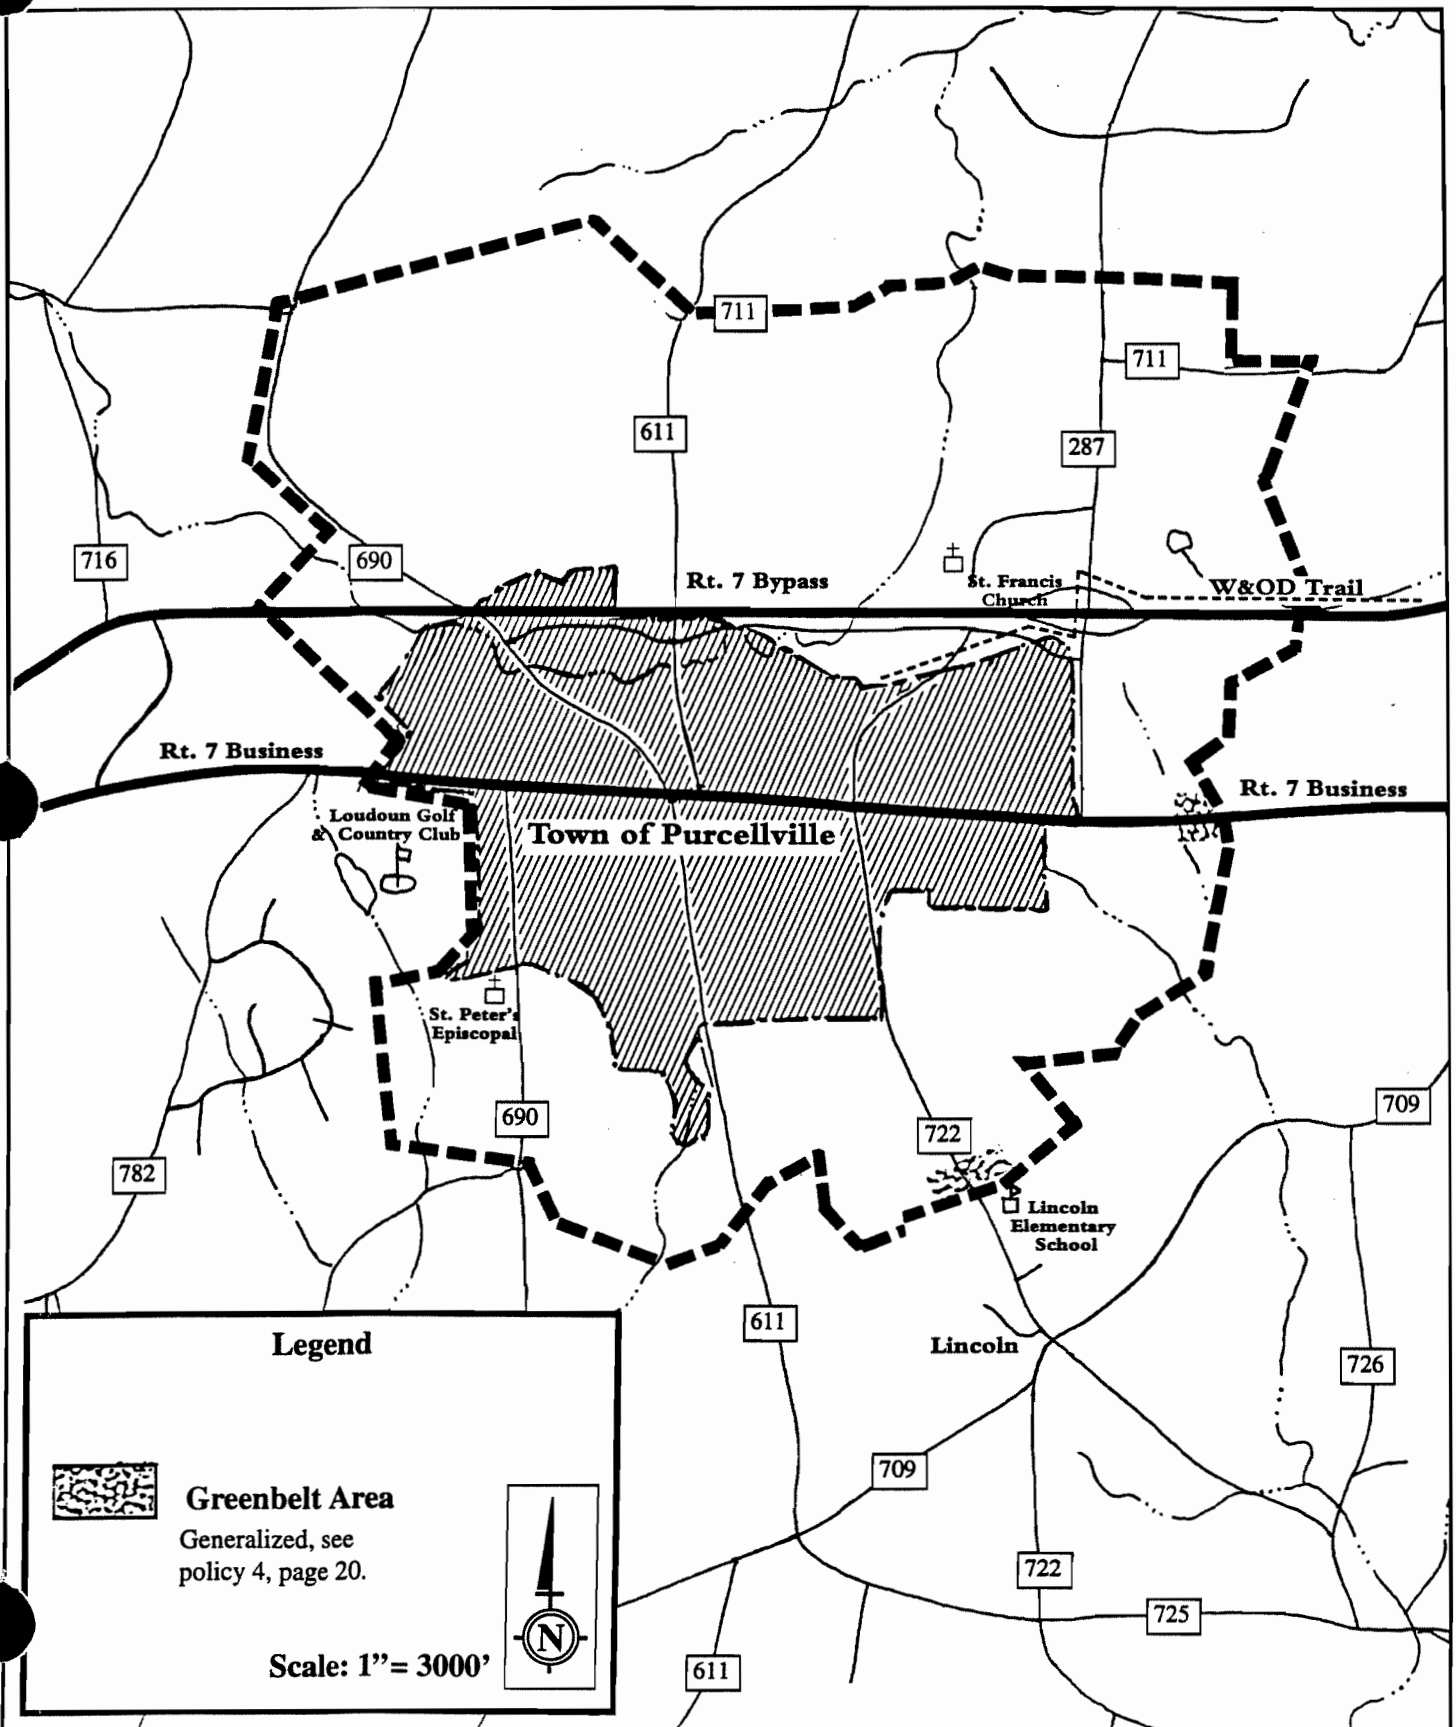 711
711
611
287
716
690
Rt. 7 Bypass
St. Francis
Church
W&OD Trail
Rt. 7 Business
Rt. 7 Business
Loudoun Golf
& Country Club
Town of Purcellville
St. Peter's
Episcopal
690
722
709
782
Lincoln
Elementary
School
611
Lincoln
726
709
722
725
611
Legend
Greenbelt Area
Generalized, see
policy 4, page 20.
N
Scale: 1”= 3000’